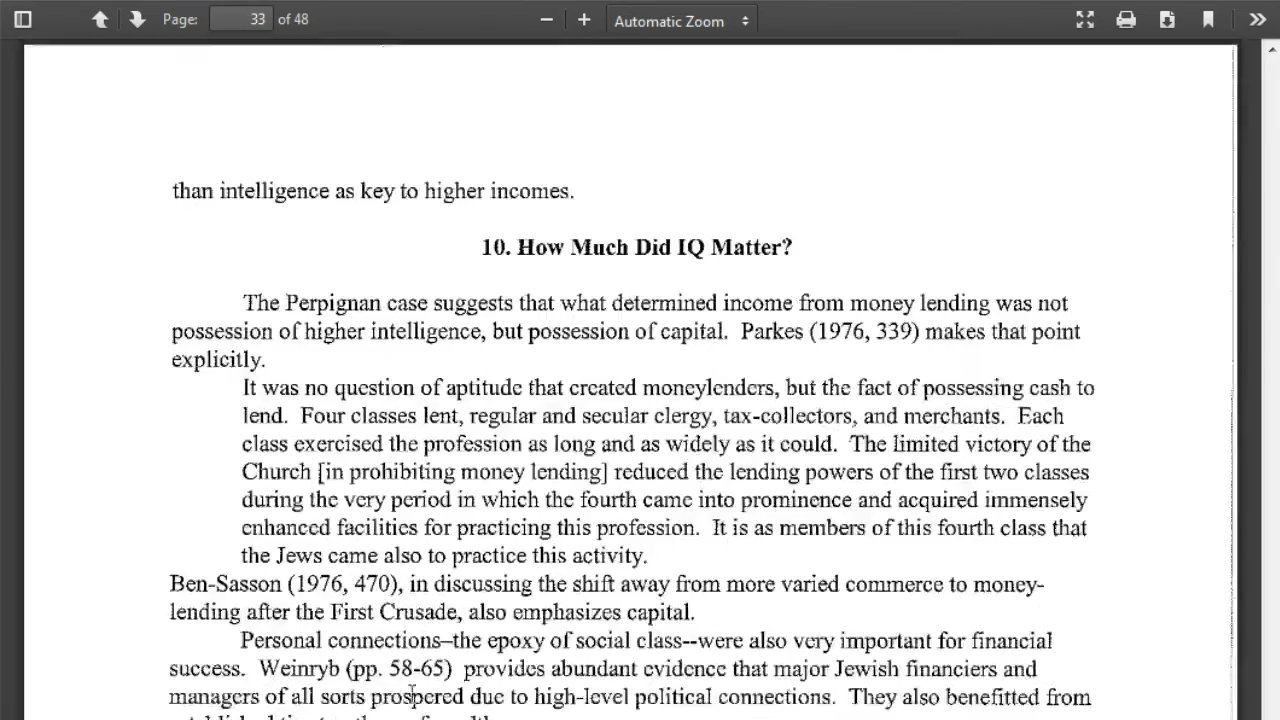 Page: 33 of 48 Automatic Zoom
than intelligence as key to higher incomes.
10. How Much Did IQ Matter?
The Perpignan case suggests that what determined income from money lending was not
possession of higher intelligence, but possession of capital. Parkes (1976, 339) makes that point
explicitly.
It was no question of aptitude that created moneylenders, but the fact of possessing cash to
lend. Four classes lent, regular and secular clergy, tax-collectors, and merchants. Each
class exercised the profession as long and as widely as it could. The limited victory of the
Church [in prohibiting money lending] reduced the lending powers of the first two classes
during the very period in which the fourth came into prominence and acquired immensely
enhanced facilities for practicing this profession. It is as members of this fourth class that
the Jews came also to practice this activity.
Ben-Sasson (1976, 470), in discussing the shift away from more varied commerce to money-
lending after the First Crusade, also emphasizes capital.
Personal connections–the epoxy of social class--were also very important for financial
success. Weinryb (pp. 58-65) provides abundant evidence that major Jewish financiers and
managers of all sorts prospered due to high-level political connections. They also benefitted from